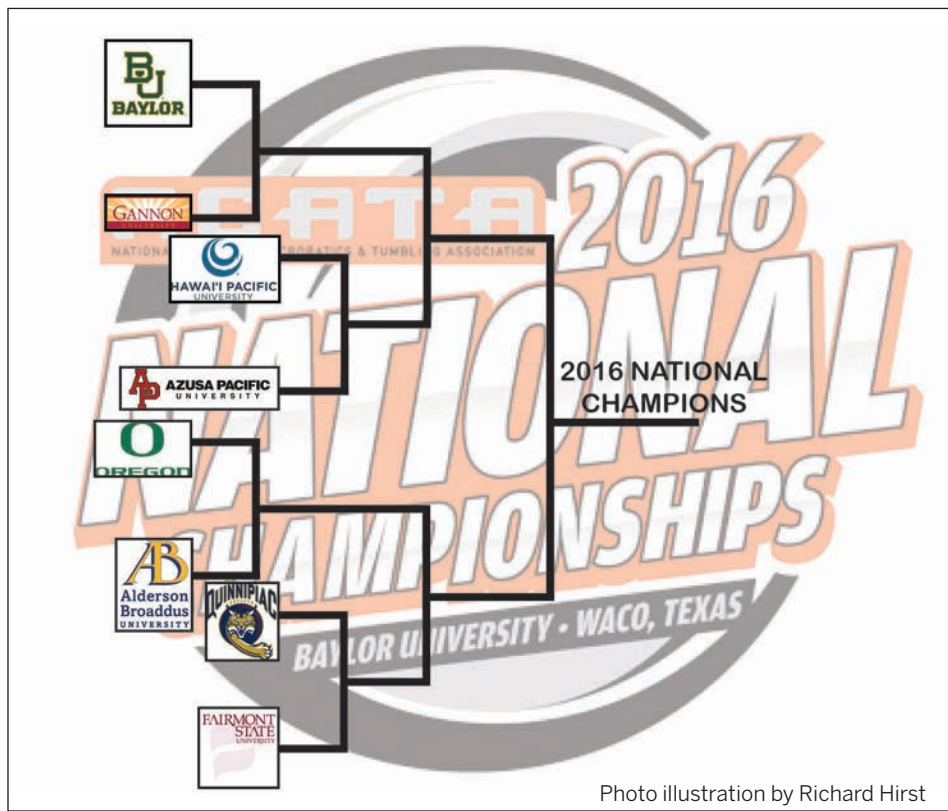 BU
BAYLOR
GANNON
UNIVERSITY
NCATA
NATIONAL ACROBATICS & TUMBLING ASSOCIATION
HAWAI'I PACIFIC
UNIVERSITY
AP AZUSA PACIFIC
UNIVERSITY
O
OREGON
AB
Alderson
Broaddus
UNIVERSITY
QUINNIPIAC
FAIRMONT
STATE
UNIVERSITY
2016
NATIONAL
CHAMPIONSHIPS
BAYLOR UNIVERSITY • WACO, TEXAS
2016 NATIONAL
CHAMPIONS
Photo illustration by Richard Hirst